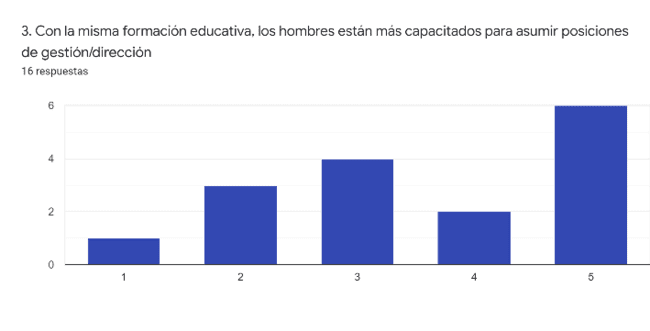 3. Con la misma formación educativa, los hombres están más capacitados para asumir posiciones
de gestión/dirección
16 respuestas
6
4
2
0
1 2 3 4 5